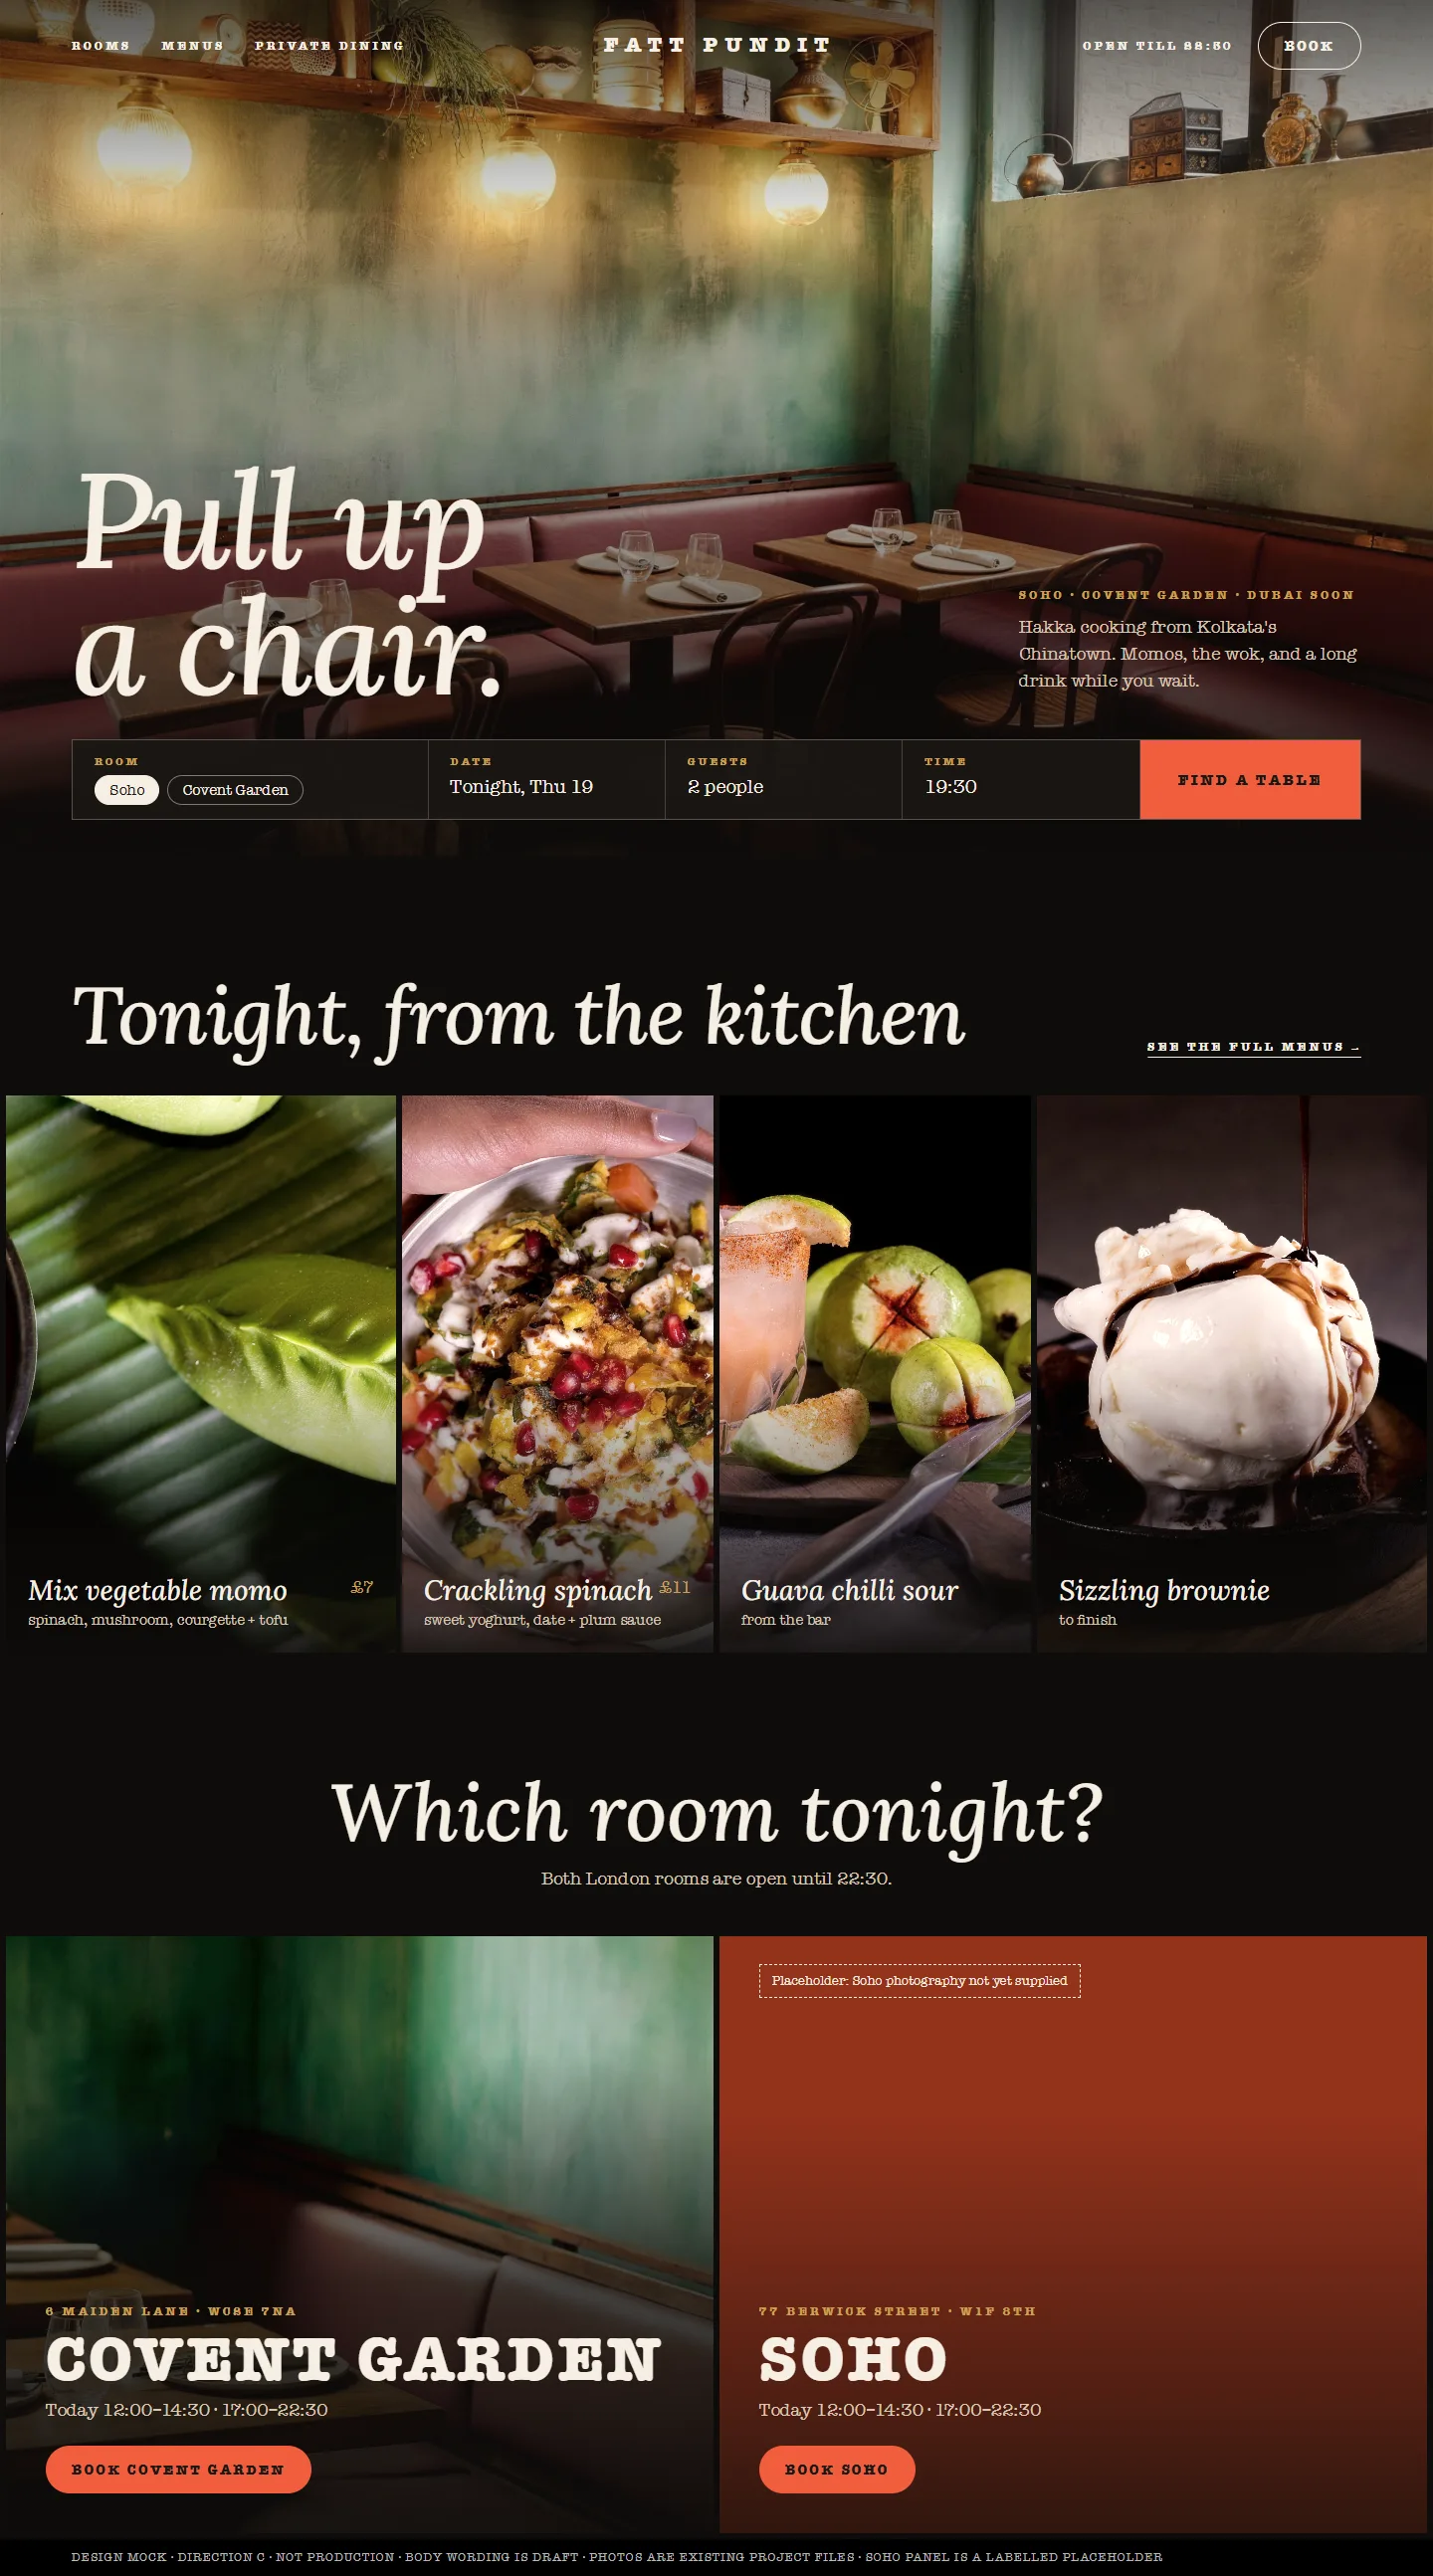 ROOMS MENUS PRIVATE DINING FATT PUNDIT OPEN TILL 22:30 BOOK
Pull up
a chair.
SOHO · COVENT GARDEN · DUBAI SOON
Hakka cooking from Kolkata's
Chinatown. Momos, the wok, and a long
drink while you wait.
ROOM DATE GUESTS TIME
Soho Covent Garden Tonight, Thu 19 2 people 19:30 FIND A TABLE
Tonight, from the kitchen
SEE THE FULL MENUS →
Mix vegetable momo £7
spinach, mushroom, courgette + tofu
Crackling spinach £11
sweet yoghurt, date + plum sauce
Guava chilli sour
from the bar
Sizzling brownie
to finish
Which room tonight?
Both London rooms are open until 22:30.
6 MAIDEN LANE · WC2E 7NA
COVENT GARDEN
Today 12:00–14:30 · 17:00–22:30
BOOK COVENT GARDEN
Placeholder: Soho photography not yet supplied
77 BERWICK STREET · W1F 8TH
SOHO
Today 12:00–14:30 · 17:00–22:30
BOOK SOHO
DESIGN MOCK · DIRECTION C · NOT PRODUCTION · BODY WORDING IS DRAFT · PHOTOS ARE EXISTING PROJECT FILES · SOHO PANEL IS A LABELLED PLACEHOLDER